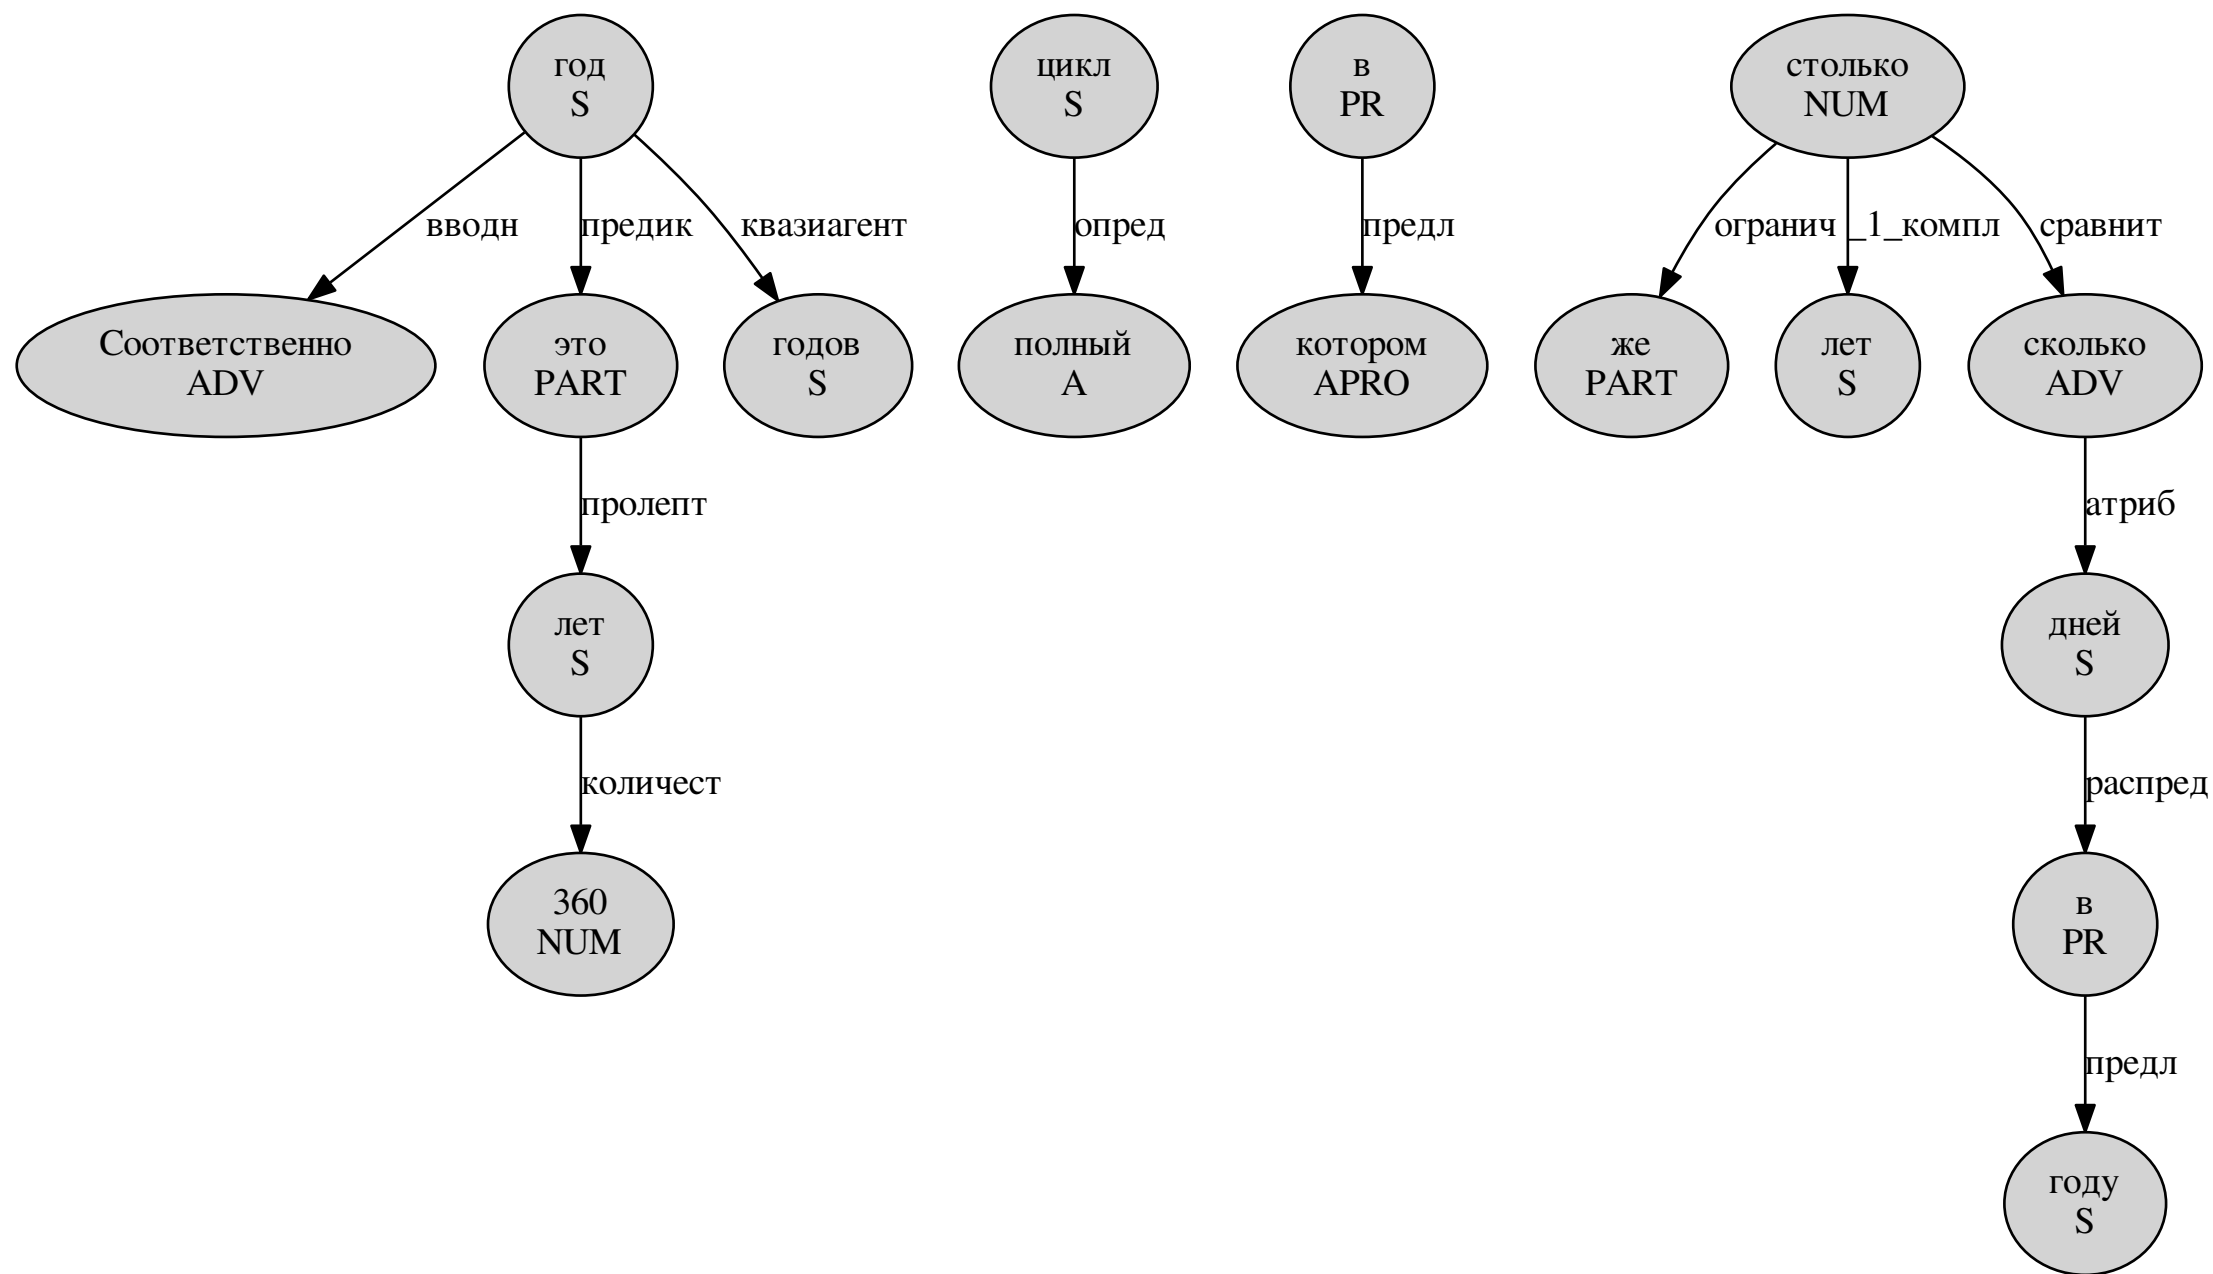 год
S
цикл
S
в
PR
столько
NUM
вводн
предик
квазиагент
опред
предл
огранич
_1_компл
сравнит
Соответственно
ADV
это
PART
годов
S
полный
A
котором
APRO
же
PART
лет
S
сколько
ADV
пролепт
атриб
лет
S
дней
S
количест
распред
360
NUM
в
PR
предл
году
S